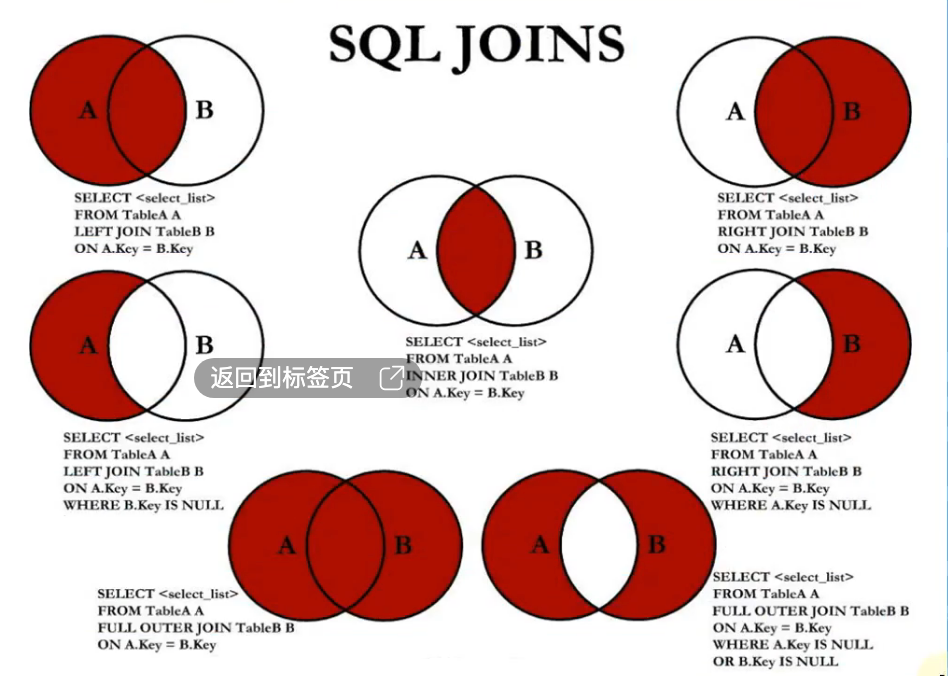 SQL JOINS
A B
SELECT <select_list>
FROM TableA A
LEFT JOIN TableB B
ON A.Key = B.Key
A B
SELECT <select_list>
FROM TableA A
RIGHT JOIN TableB B
ON A.Key = B.Key
A B
SELECT <select_list>
FROM TableA A
INNER JOIN TableB B
ON A.Key = B.Key
A B
返回到标签页
SELECT <select_list>
FROM TableA A
LEFT JOIN TableB B
ON A.Key = B.Key
WHERE B.Key IS NULL
A B
SELECT <select_list>
FROM TableA A
RIGHT JOIN TableB B
ON A.Key = B.Key
WHERE A.Key IS NULL
A B
SELECT <select_list>
FROM TableA A
FULL OUTER JOIN TableB B
ON A.Key = B.Key
A B
SELECT <select_list>
FROM TableA A
FULL OUTER JOIN TableB B
ON A.Key = B.Key
WHERE A.Key IS NULL
OR B.Key IS NULL